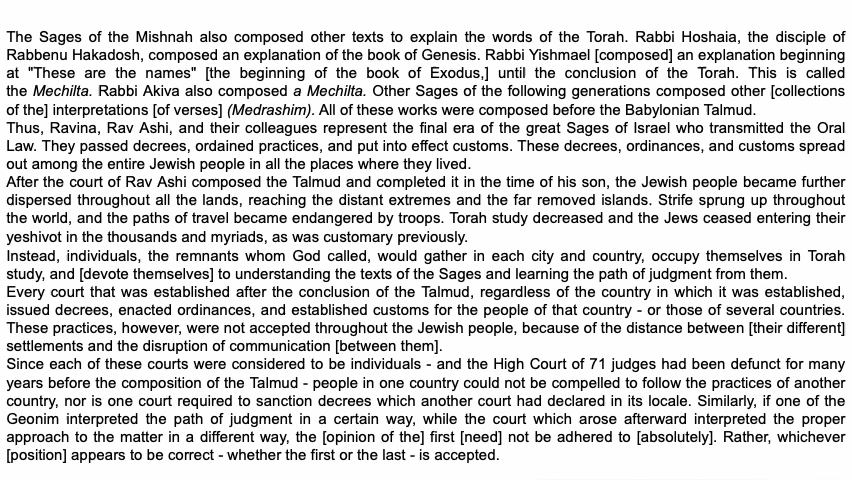 The Sages of the Mishnah also composed other texts to explain the words of the Torah. Rabbi Hoshaia, the disciple of
Rabbenu Hakadosh, composed an explanation of the book of Genesis. Rabbi Yishmael [composed] an explanation beginning
at "These are the names" [the beginning of the book of Exodus,] until the conclusion of the Torah. This is called
the Mechilta. Rabbi Akiva also composed a Mechilta. Other Sages of the following generations composed other [collections
of the] interpretations [of verses] (Medrashim). All of these works were composed before the Babylonian Talmud.
Thus, Ravina, Rav Ashi, and their colleagues represent the final era of the great Sages of Israel who transmitted the Oral
Law. They passed decrees, ordained practices, and put into effect customs. These decrees, ordinances, and customs spread
out among the entire Jewish people in all the places where they lived.
After the court of Rav Ashi composed the Talmud and completed it in the time of his son, the Jewish people became further
dispersed throughout all the lands, reaching the distant extremes and the far removed islands. Strife sprung up throughout
the world, and the paths of travel became endangered by troops. Torah study decreased and the Jews ceased entering their
yeshivot in the thousands and myriads, as was customary previously.
Instead, individuals, the remnants whom God called, would gather in each city and country, occupy themselves in Torah
study, and [devote themselves] to understanding the texts of the Sages and learning the path of judgment from them.
Every court that was established after the conclusion of the Talmud, regardless of the country in which it was established,
issued decrees, enacted ordinances, and established customs for the people of that country - or those of several countries.
These practices, however, were not accepted throughout the Jewish people, because of the distance between [their different]
settlements and the disruption of communication [between them].
Since each of these courts were considered to be individuals - and the High Court of 71 judges had been defunct for many
years before the composition of the Talmud - people in one country could not be compelled to follow the practices of another
country, nor is one court required to sanction decrees which another court had declared in its locale. Similarly, if one of the
Geonim interpreted the path of judgment in a certain way, while the court which arose afterward interpreted the proper
approach to the matter in a different way, the [opinion of the] first [need] not be adhered to [absolutely]. Rather, whichever
[position] appears to be correct - whether the first or the last - is accepted.